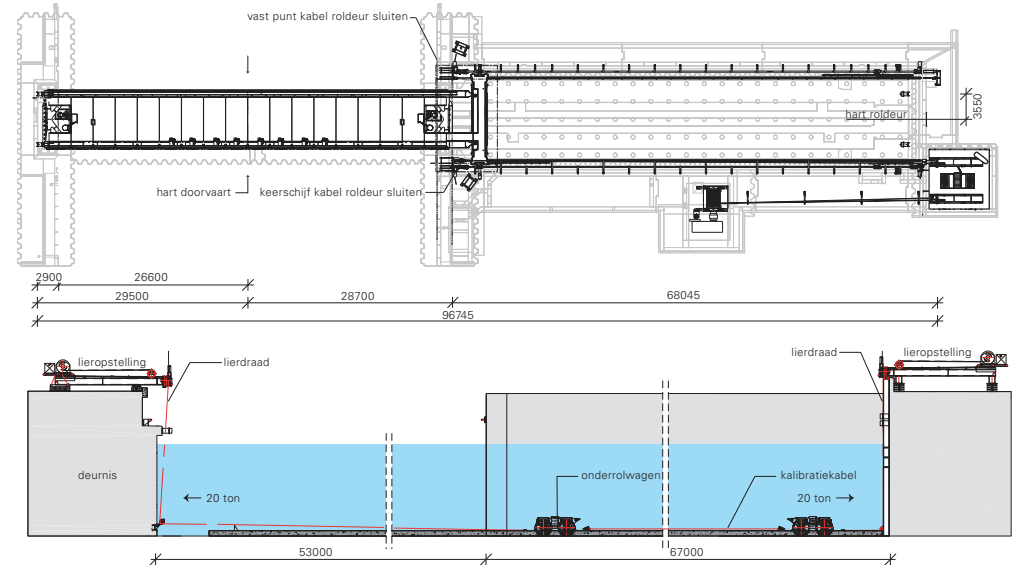 vast punt kabel roldeur sluiten
3550
hart roldeur
hart doorvaart
keerschijf kabel roldeur sluiten
2900
26600
29500
28700
68045
96745
lieropstelling
lierdraad
lierdraad
lieropstelling
deurnis
20 ton
onderrolwagen
kalibratiekabel
20 ton
53000
67000